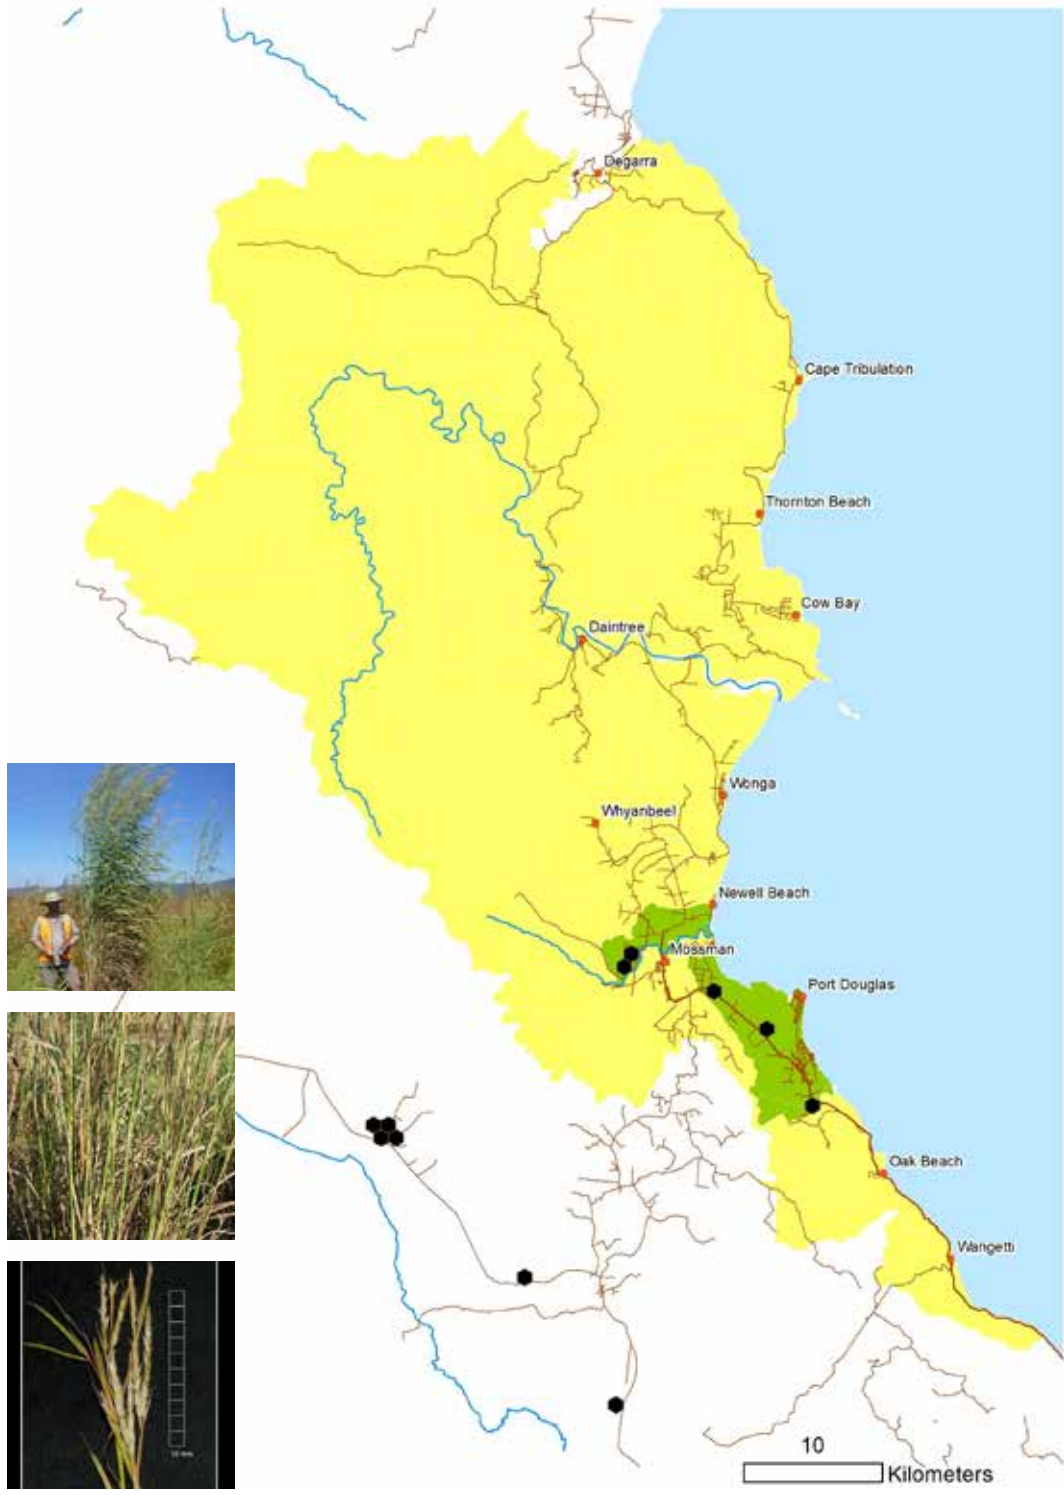 Degarra
Cape Tribulation
Thornton Beach
Cow Bay
Daintree
Wonga
Whyanbeel
Newell Beach
Mossman
Port Douglas
Oak Beach
Wangetti
10
Kilometers